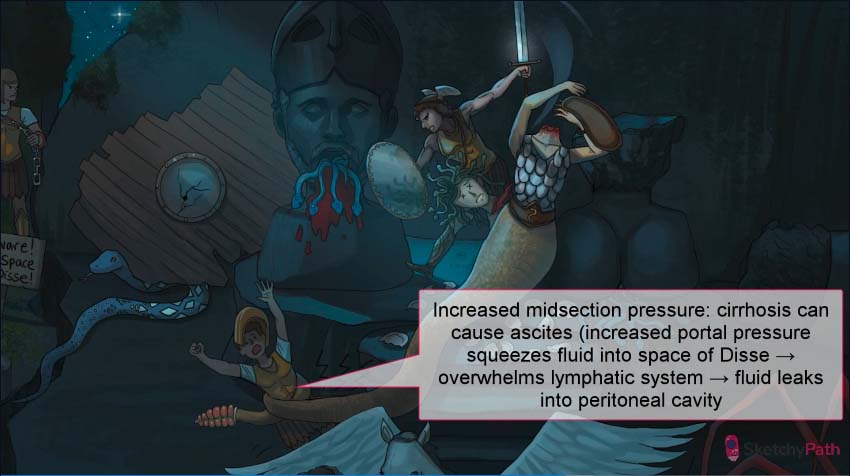 ware!
Space
Disse!
Increased midsection pressure: cirrhosis can
cause ascites (increased portal pressure
squeezes fluid into space of Disse →
overwhelms lymphatic system → fluid leaks
into peritoneal cavity
SketchyPath